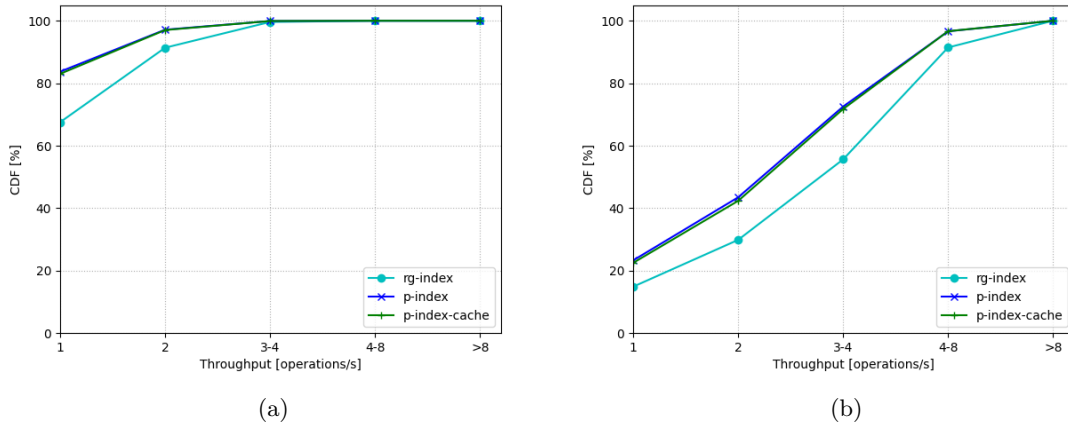 100
80
60
40
20
0
CDF [%]
rg-index
p-index
p-index-cache
1 2 3-4 4-8 >8
Throughput [operations/s]
(a)
100
80
60
40
20
0
CDF [%]
rg-index
p-index
p-index-cache
1 2 3-4 4-8 >8
Throughput [operations/s]
(b)